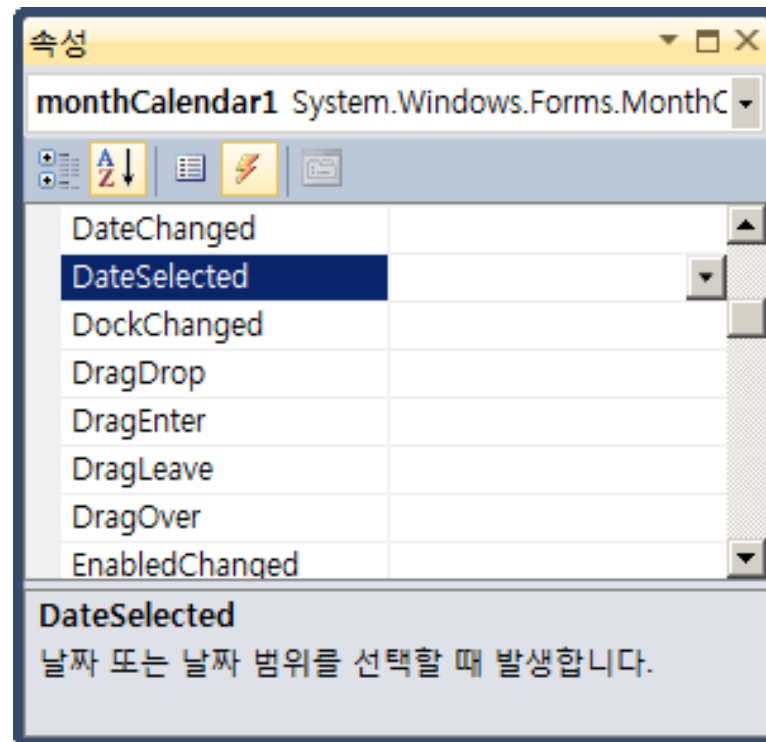 속성
monthCalendar1 System.Windows.Forms.MonthC
DateChanged
DateSelected
DockChanged
DragDrop
DragEnter
DragLeave
DragOver
EnabledChanged
DateSelected
날짜 또는 날짜 범위를 선택할 때 발생합니다.